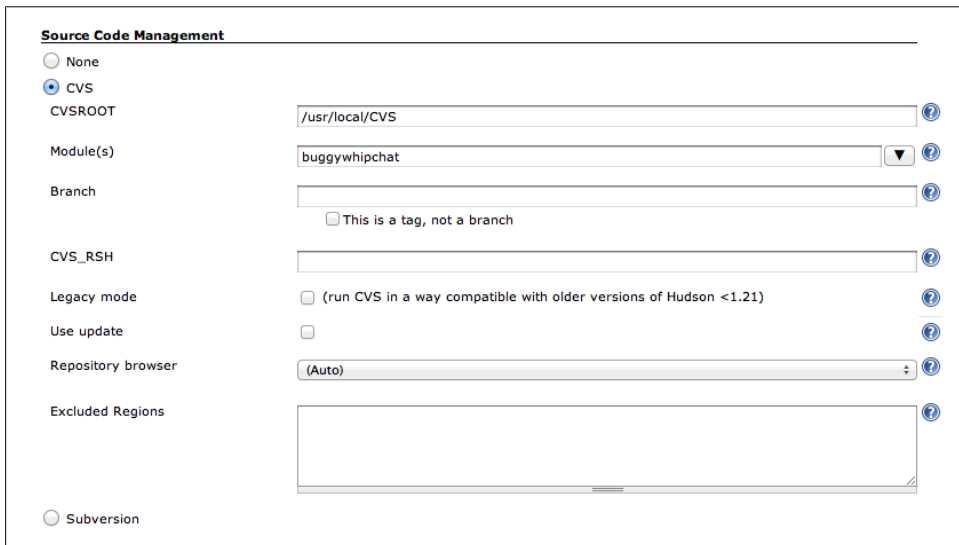 Source Code Management
None
CVS
CVSROOT
/usr/local/CVS
Module(s)
buggywhipchat
Branch
This is a tag, not a branch
CVS_RSH
Legacy mode
(run CVS in a way compatible with older versions of Hudson <1.21)
Use update
Repository browser
(Auto)
Excluded Regions
Subversion